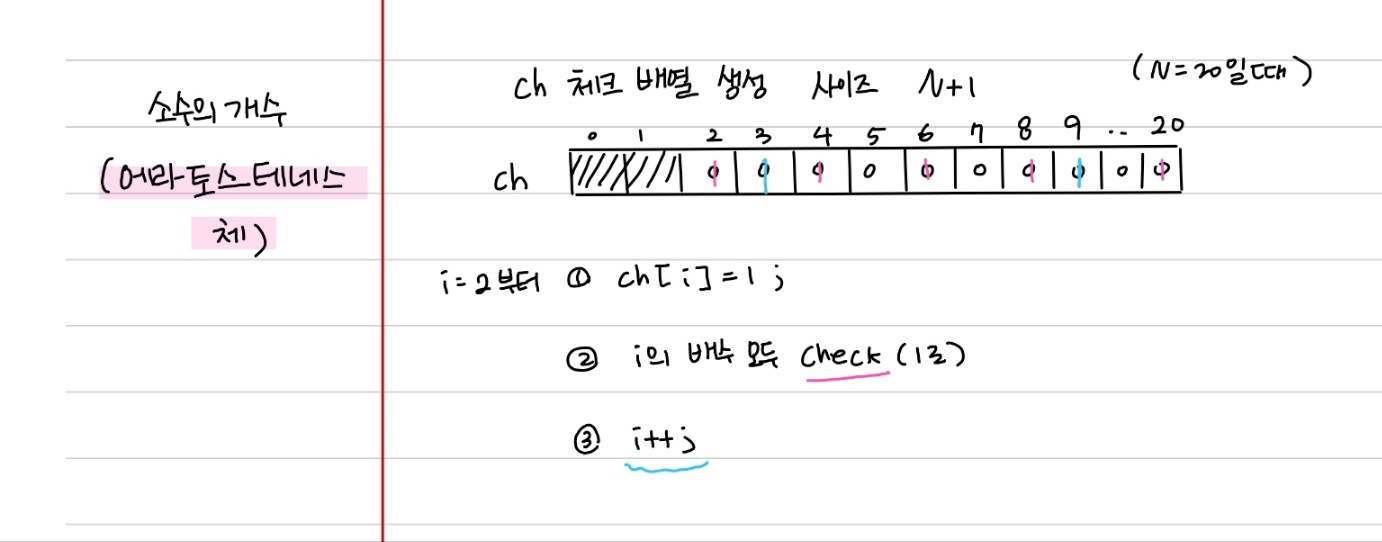 소수의 개수
(에라토스테네스
체)
ch 체크 배열 생성 사이즈 N+1 (N=20일때)
0 1 2 3 4 5 6 7 8 9 .. 20
ch 0 0 0 0 0 0 0 0 0 0
i=2부터 ① ch[i]=1;
② i의 배수 모두 check (1로)
③ i++;